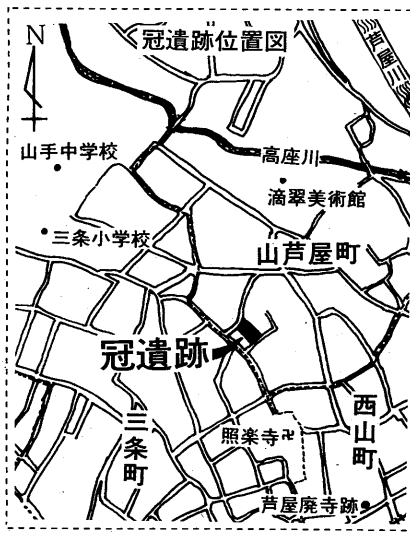 冠遺跡位置図
N
芦屋川
山手中学校
高座川
滴翠美術館
三条小学校
山芦屋町
冠遺跡
三条町
照楽寺卍
西山町
芦屋廃寺跡